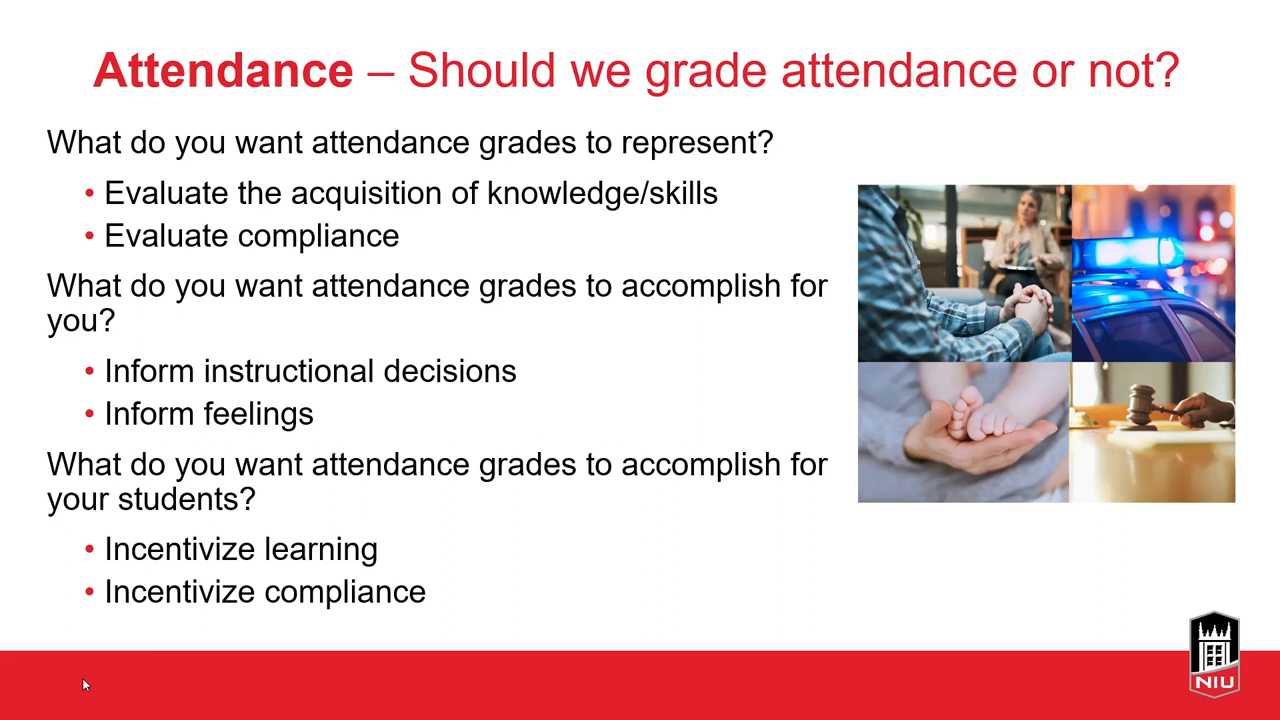 Attendance – Should we grade attendance or not?
What do you want attendance grades to represent?
• Evaluate the acquisition of knowledge/skills
• Evaluate compliance
What do you want attendance grades to accomplish for
you?
• Inform instructional decisions
• Inform feelings
What do you want attendance grades to accomplish for
your students?
• Incentivize learning
• Incentivize compliance
NIU